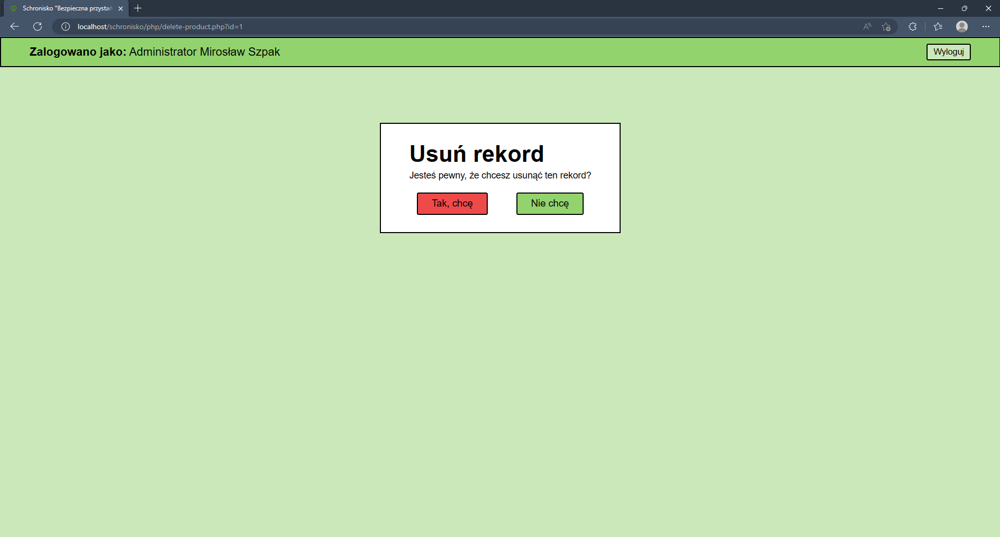 Schronisko "Bezpieczna przystań
localhost/schronisko/php/delete-product.php?id=1
Zalogowano jako: Administrator Mirosław Szpak
Wyloguj
Usuń rekord
Jesteś pewny, że chcesz usunąć ten rekord?
Tak, chcę
Nie chcę